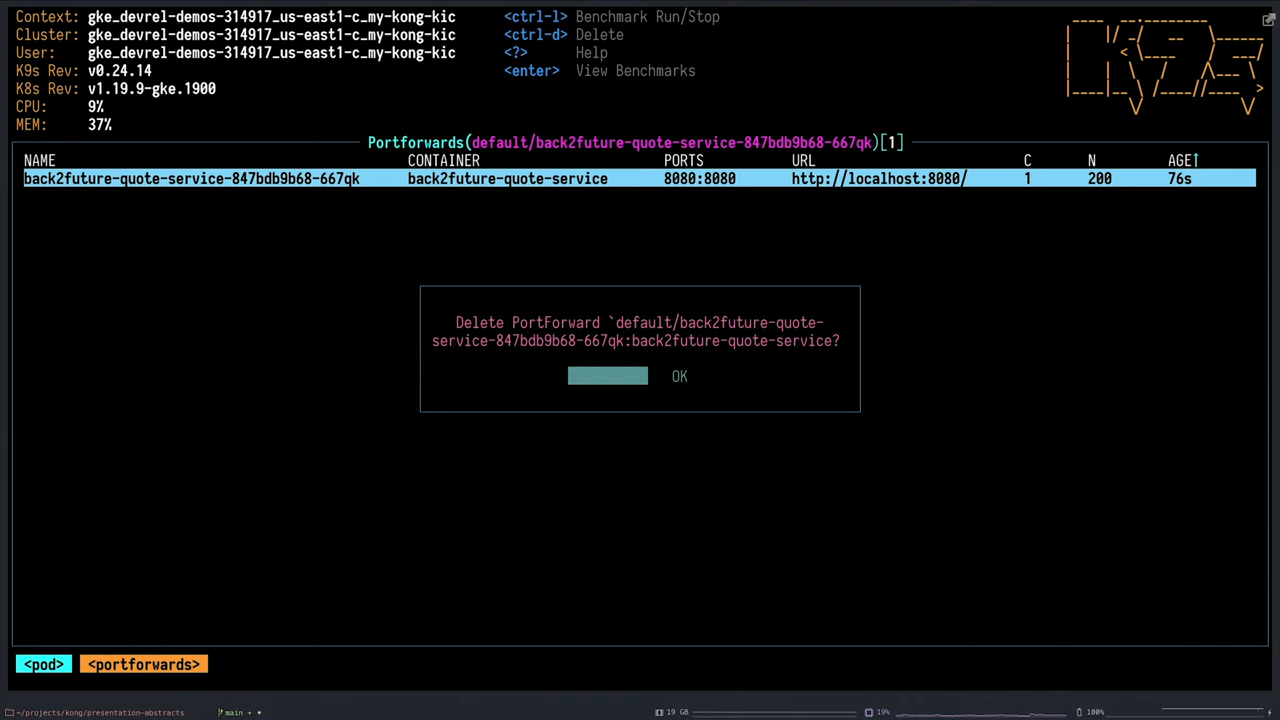 Context: gke_devrel-demos-314917_us-east1-c_my-kong-kic <ctrl-l> Benchmark Run/Stop
Cluster: gke_devrel-demos-314917_us-east1-c_my-kong-kic <ctrl-d> Delete
User: gke_devrel-demos-314917_us-east1-c_my-kong-kic <?> Help
K9s Rev: v0.24.14 <enter> View Benchmarks
K8s Rev: v1.19.9-gke.1900
CPU: 9%
MEM: 37%
Portforwards(default/back2future-quote-service-847bdb9b68-667qk)[1]
NAME CONTAINER PORTS URL C N AGE↑
back2future-quote-service-847bdb9b68-667qk back2future-quote-service 8080:8080 http://localhost:8080/ 1 200 76s
Delete PortForward `default/back2future-quote-
service-847bdb9b68-667qk:back2future-quote-service?
OK
<pod> <portforwards>
~/projects/kong/presentation-abstracts main + • 19 GB 19% 100%